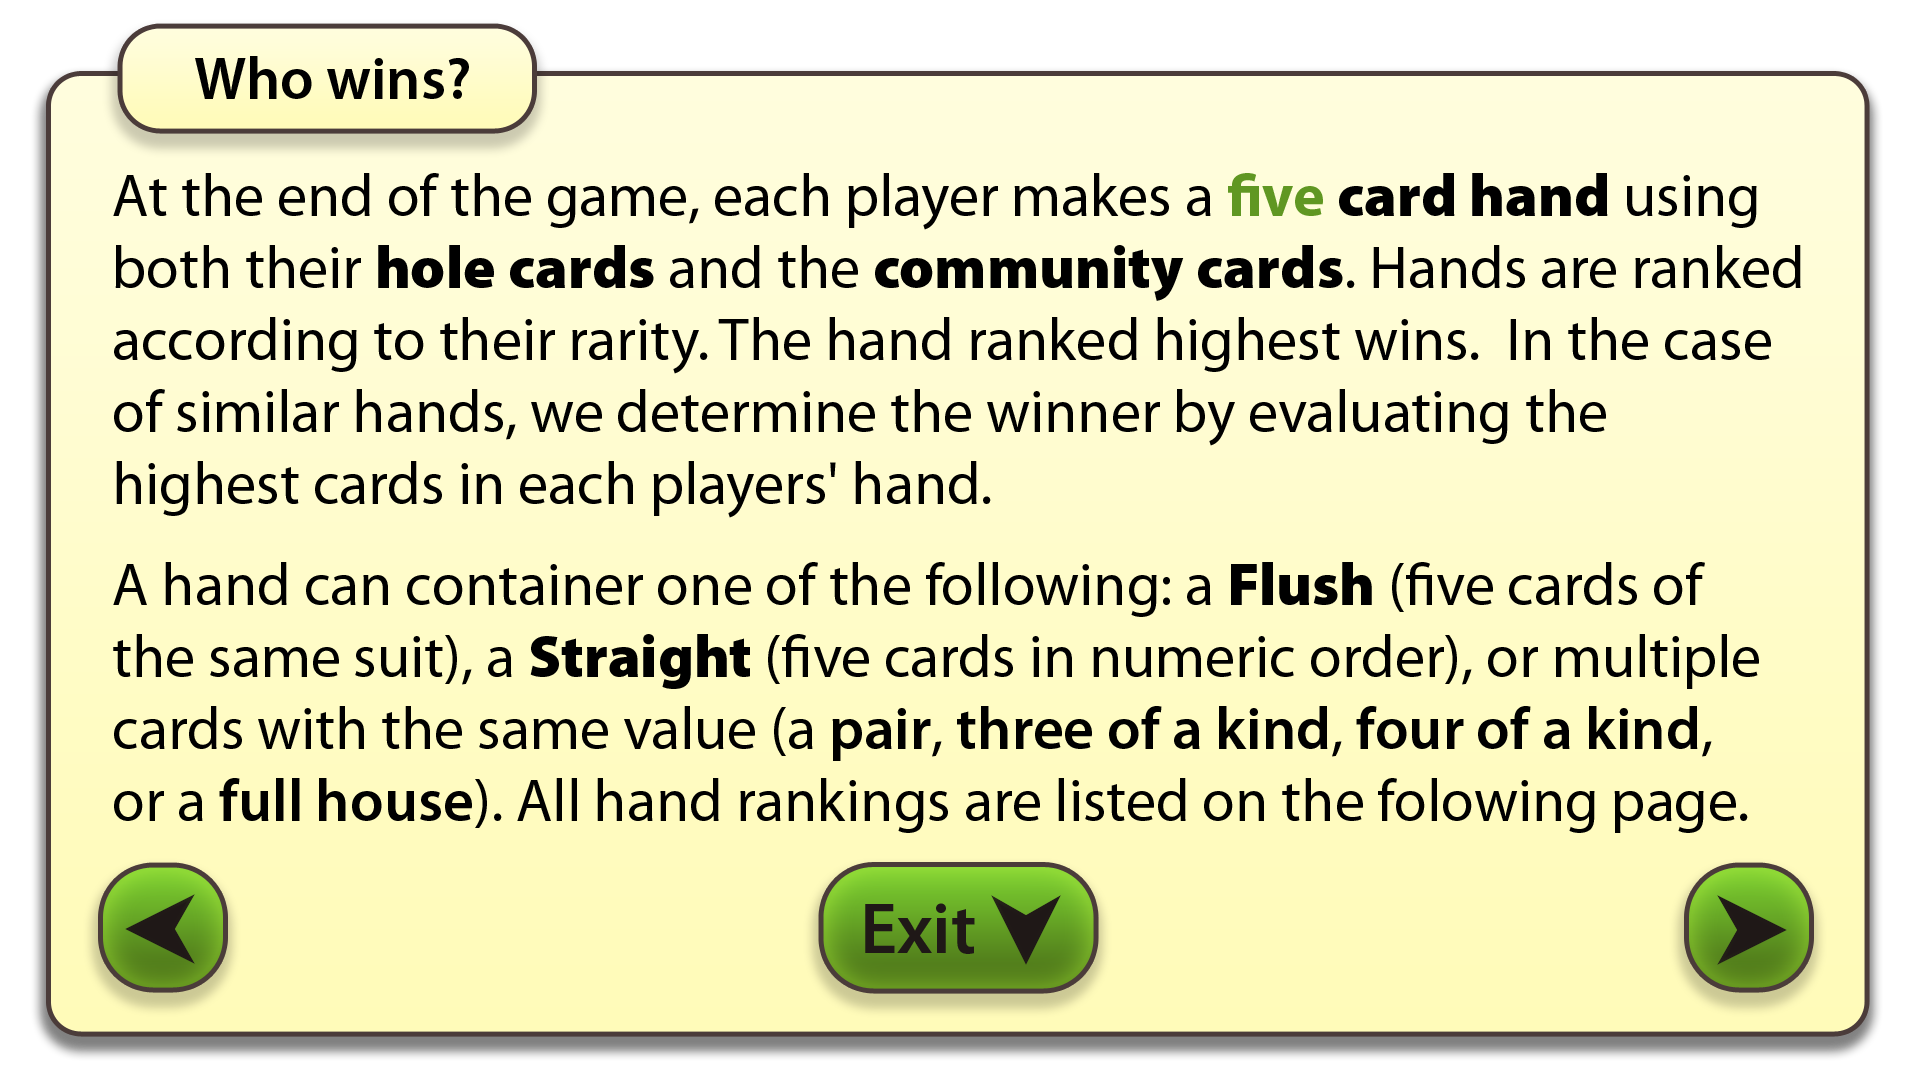 Who wins?
At the end of the game, each player makes a five card hand using
both their hole cards and the community cards. Hands are ranked
according to their rarity. The hand ranked highest wins.  In the case
of similar hands, we determine the winner by evaluating the
highest cards in each players' hand.
A hand can container one of the following: a Flush (five cards of
the same suit), a Straight (five cards in numeric order), or multiple
cards with the same value (a pair, three of a kind, four of a kind,
or a full house). All hand rankings are listed on the folowing page.
Exit